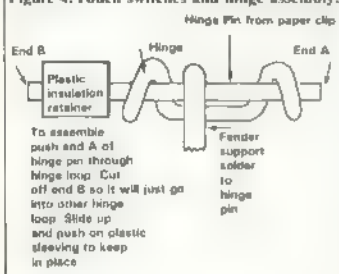 Figure 4. Touch switches and hinge assembly.
Hinge Pin from paper clip
End B
Hinge
End A
Plastic
insulation
retainer
To assemble
push end A of
hinge pin through
hinge loop. Cut
off end B so it will just go
into other hinge
loop. Slide up
and push on plastic
sleeving to keep
in place
Fender
support
solder
to
hinge
pin